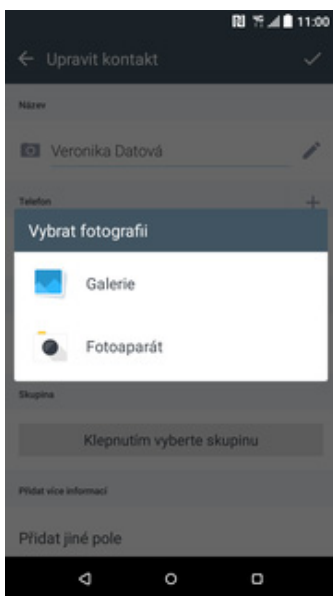 11:00
Upravit kontakt
Název
Veronika Datová
Telefon
Vybrat fotografii
Galerie
Fotoaparát
Skupina
Klepnutím vyberte skupinu
Přidat více informací
Přidat jiné pole